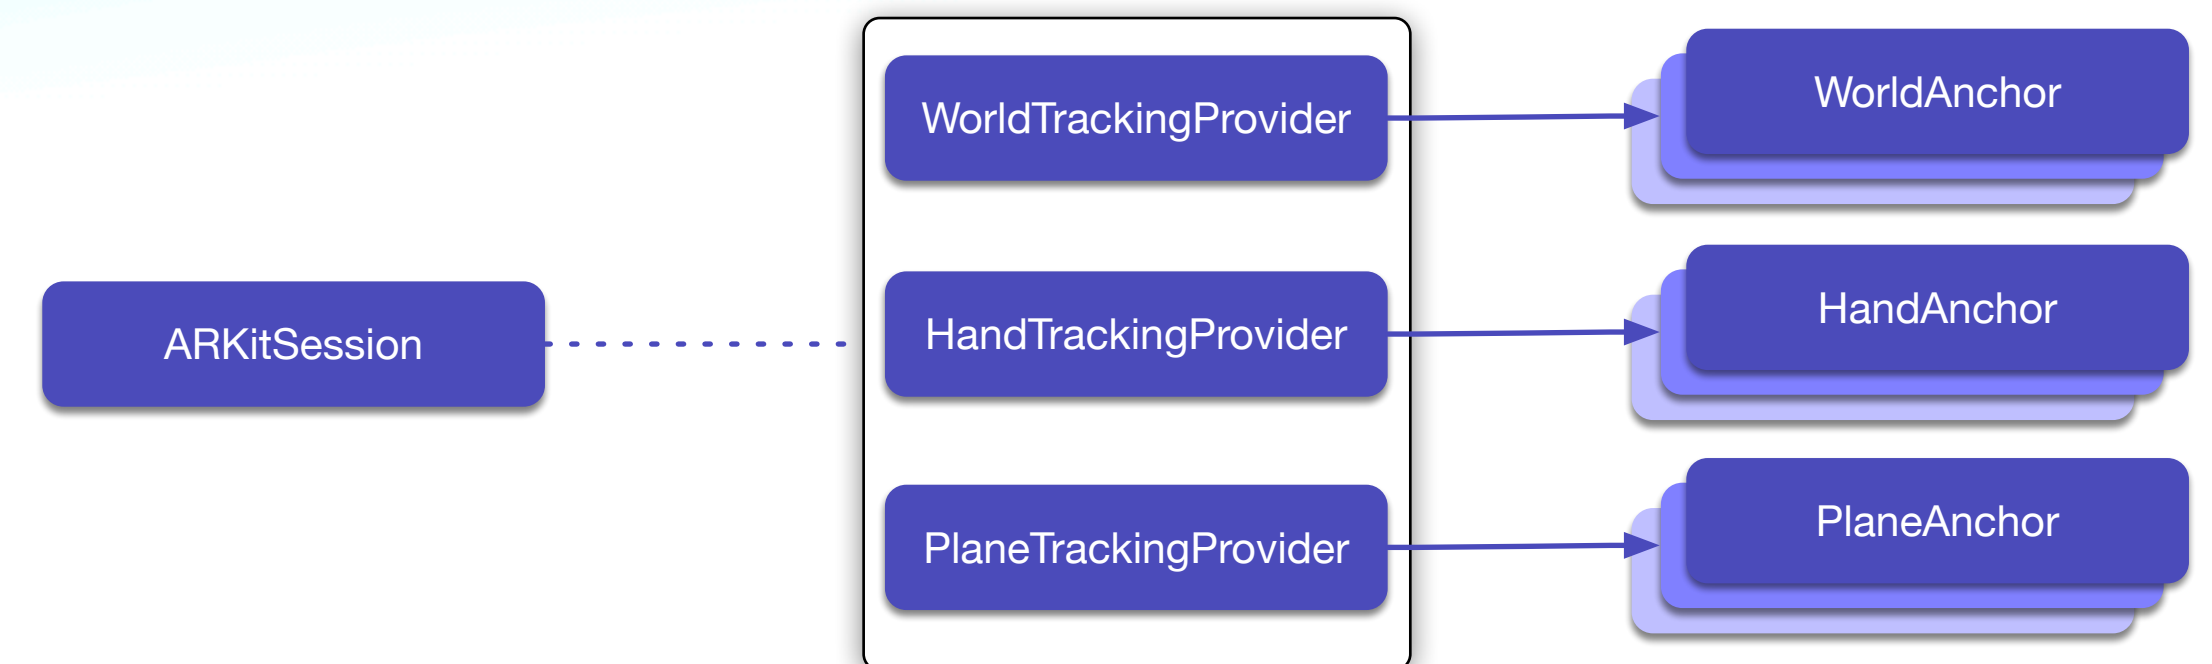 WorldTrackingProvider
WorldAnchor
ARKitSession
HandTrackingProvider
HandAnchor
PlaneTrackingProvider
PlaneAnchor